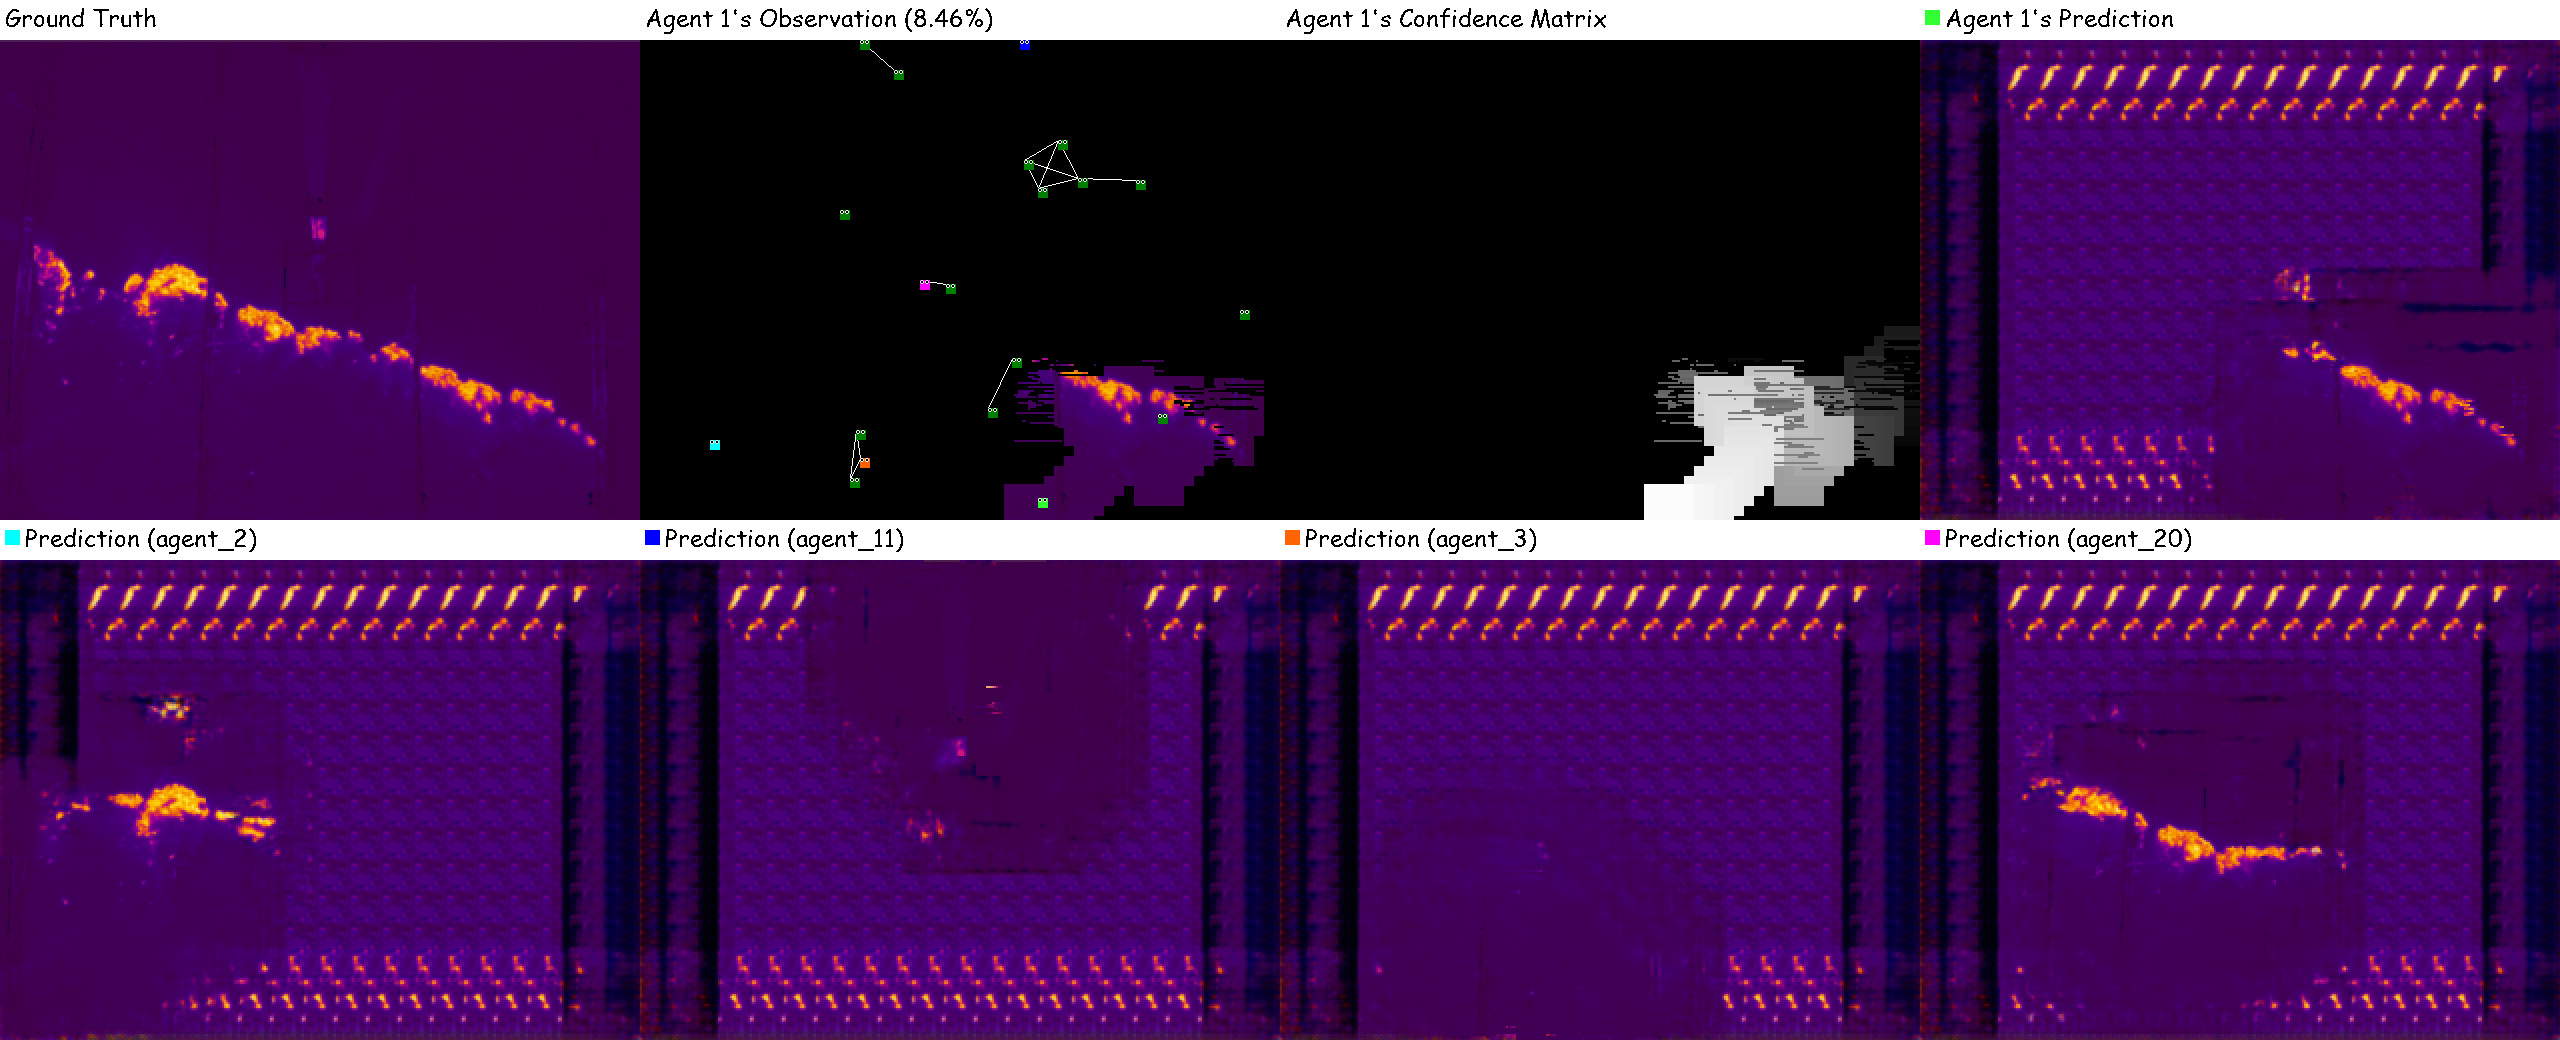 Ground Truth
Agent 1's Observation (8.46%)
Agent 1's Confidence Matrix
Agent 1's Prediction
Prediction (agent_2)
Prediction (agent_11)
Prediction (agent_3)
Prediction (agent_20)